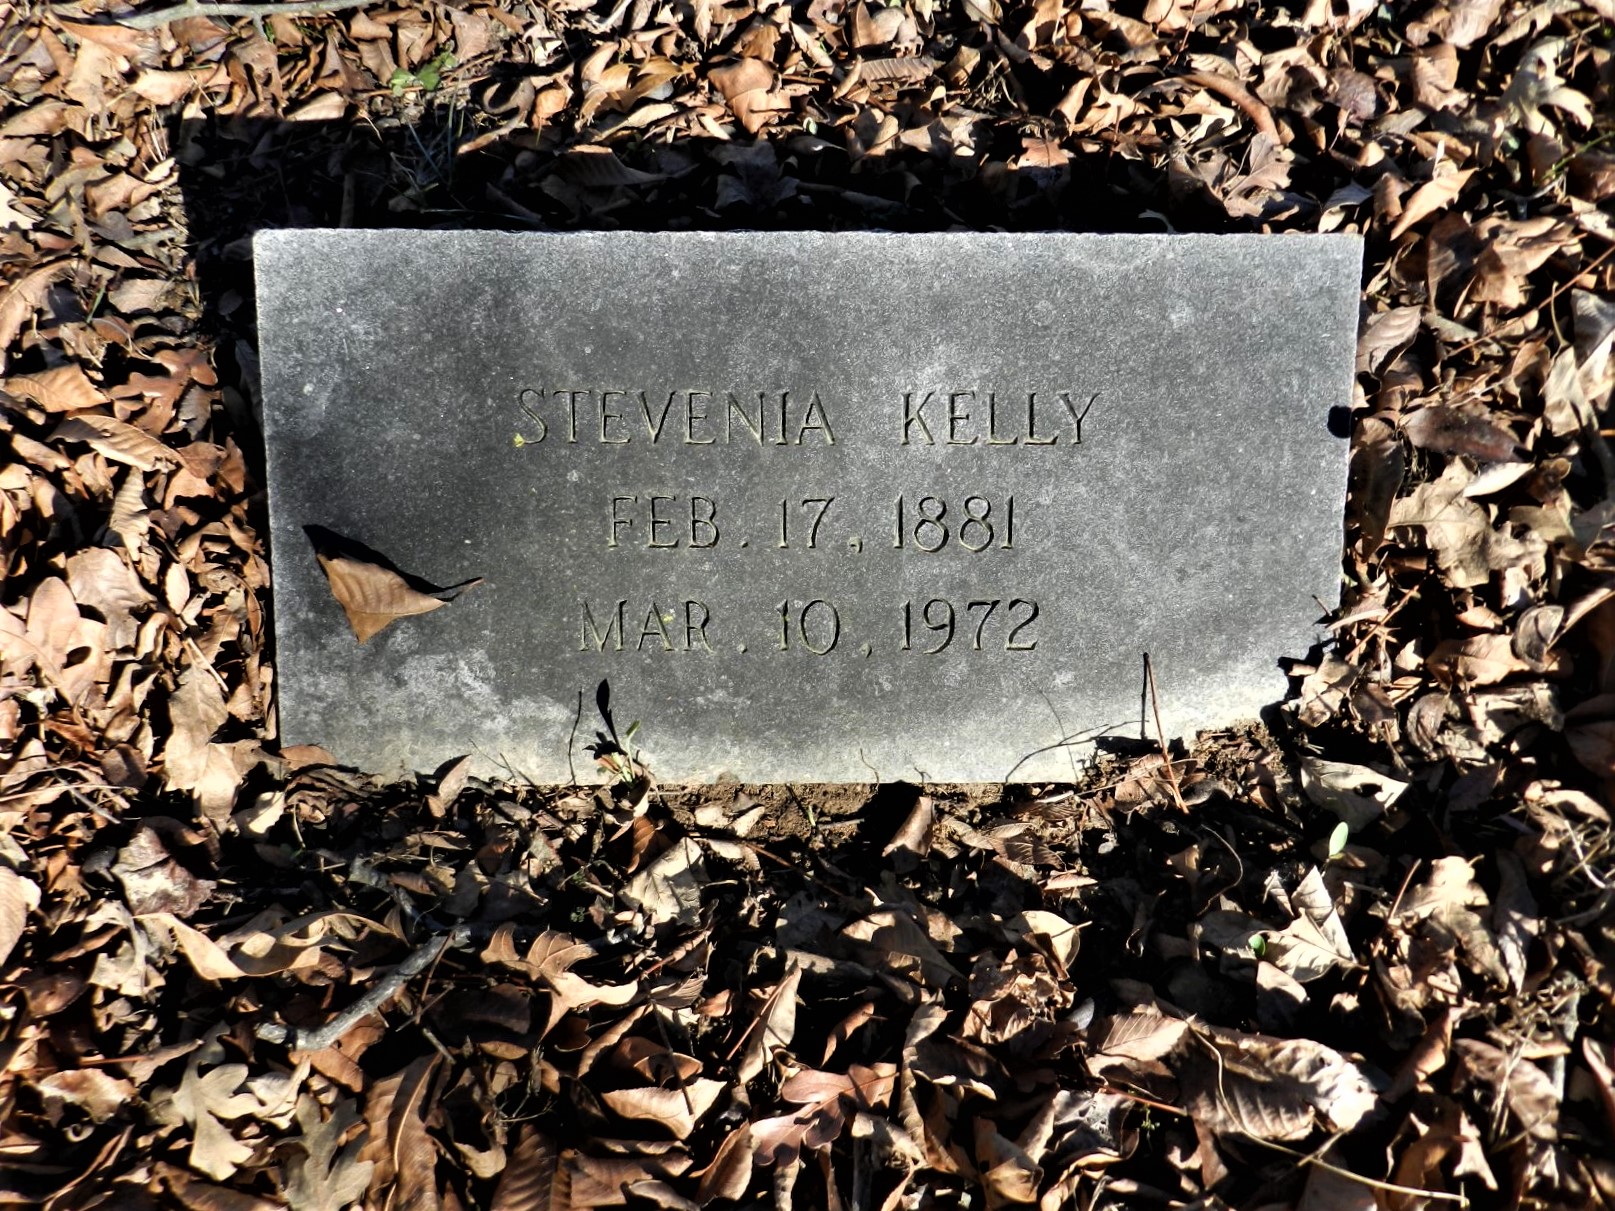 STEVENIA KELLY
FEB. 17, 1881
MAR. 10, 1972